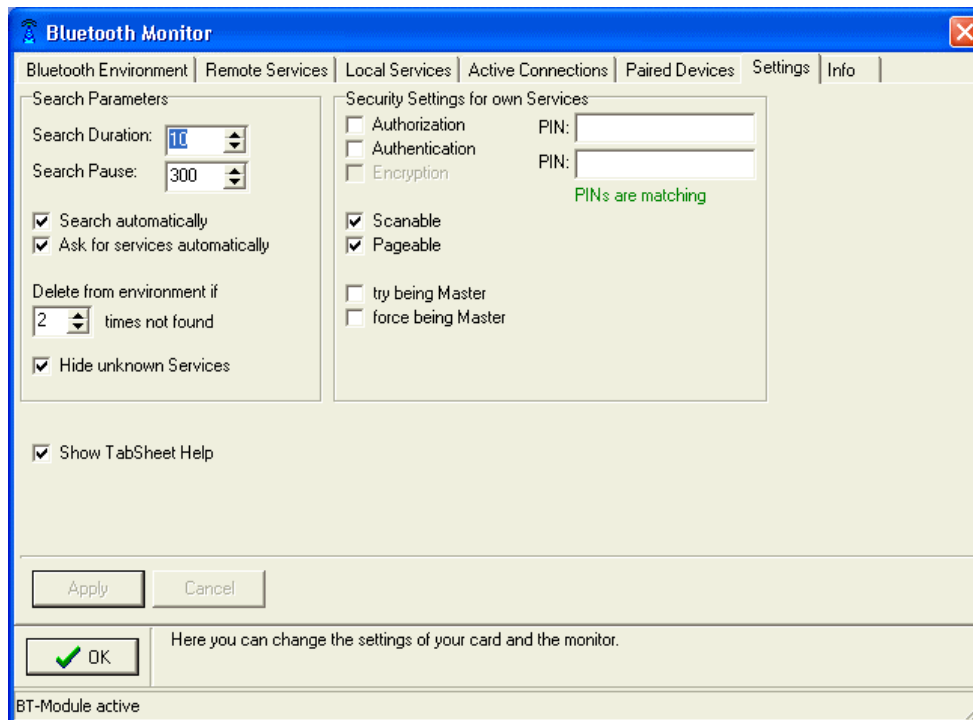 Bluetooth Monitor
Bluetooth Environment Remote Services Local Services Active Connections Paired Devices Settings Info
Search Parameters
Search Duration: 10
Search Pause: 300
Search automatically
Ask for services automatically
Delete from environment if
2 times not found
Hide unknown Services
Security Settings for own Services
Authorization PIN:
Authentication PIN:
Encryption
PINs are matching
Scanable
Pageable
try being Master
force being Master
Show TabSheet Help
Apply Cancel
OK Here you can change the settings of your card and the monitor.
BT-Module active